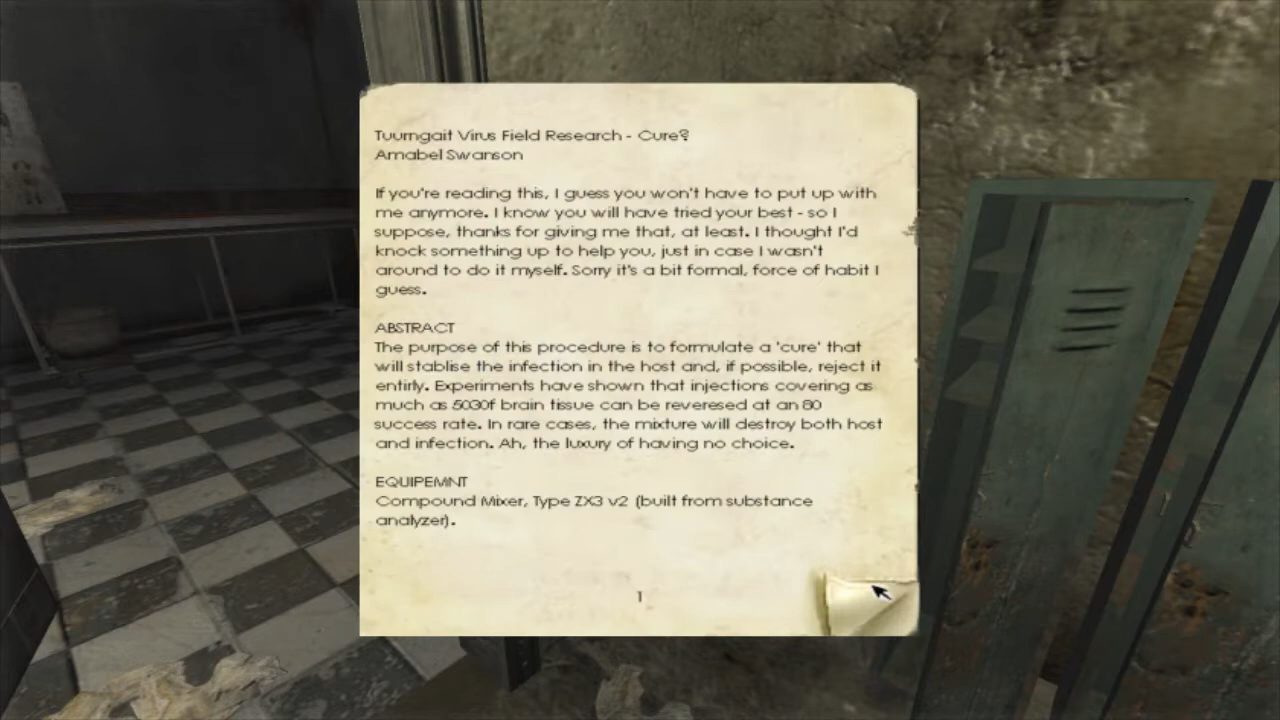 Tuurngait Virus Field Research - Cure?
Amabel Swanson
If you're reading this, I guess you won't have to put up with
me anymore. I know you will have tried your best - so I
suppose, thanks for giving me that, at least. I thought I'd
knock something up to help you, just in case I wasn't
around to do it myself. Sorry it's a bit formal, force of habit I
guess.
ABSTRACT
The purpose of this procedure is to formulate a 'cure' that
will stablise the infection in the host and, if possible, reject it
entirly. Experiments have shown that injections covering as
much as 5030f brain tissue can be reveresed at an 80
success rate. In rare cases, the mixture will destroy both host
and infection. Ah, the luxury of having no choice.
EQUIPEMNT
Compound Mixer, Type ZX3 v2 (built from substance
analyzer).
1